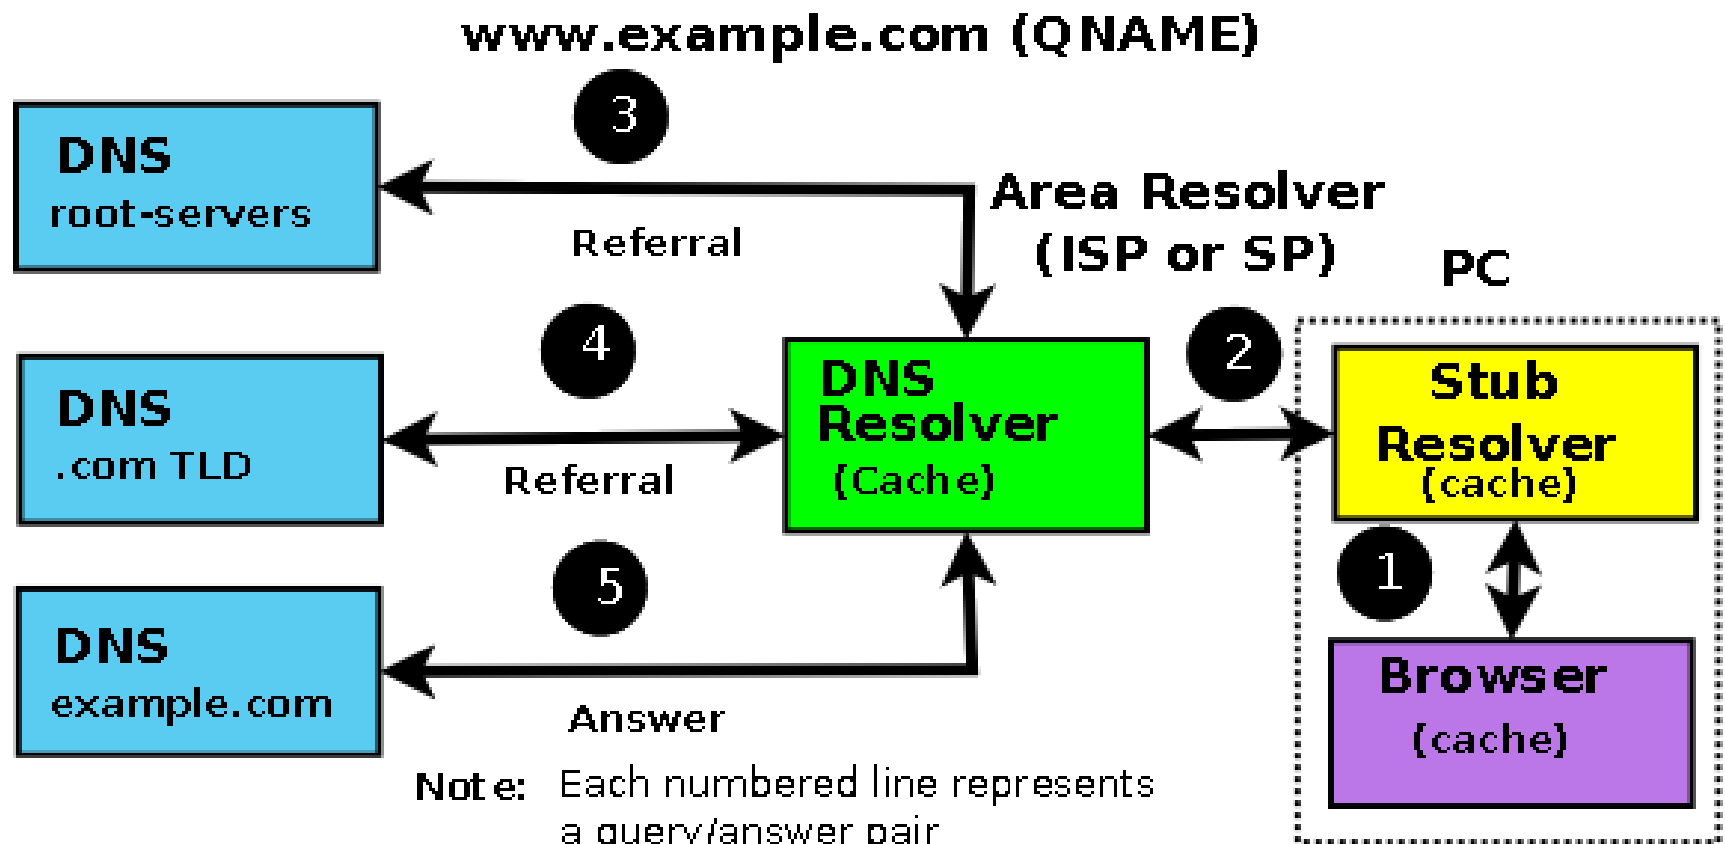 www.example.com (QNAME)
3
DNS
root-servers
Referral
Area Resolver
(ISP or SP)
PC
4
DNS
.com TLD
Referral
DNS
Resolver
(Cache)
2
Stub
Resolver
(cache)
1
5
DNS
example.com
Answer
Browser
(cache)
Note: Each numbered line represents
a query/answer pair